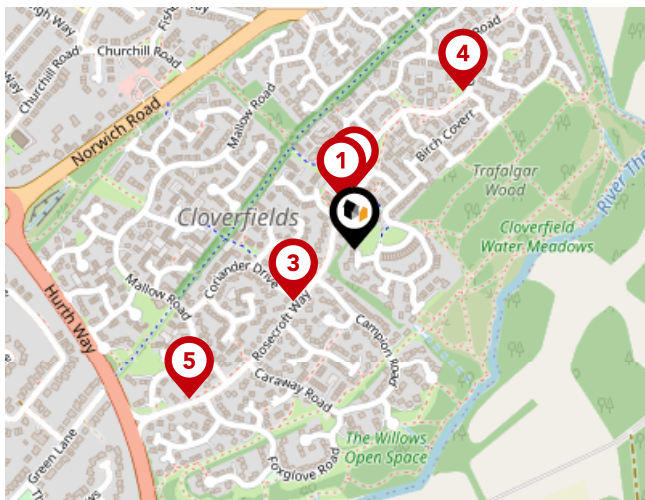 Churchill Road
Churchill Road
Road
4
Mallow Road
Norwich Road
Birch Covert
1
Trafalgar
Wood
River The
Cloverfields
Cloverfield
Water Meadows
3
Coriander Drive
Mallow Road
Hurth Way
Rosecroft Way
Campion Road
5
Caraway Road
The Willows
Open Space
Green Lane
Foxglove Road